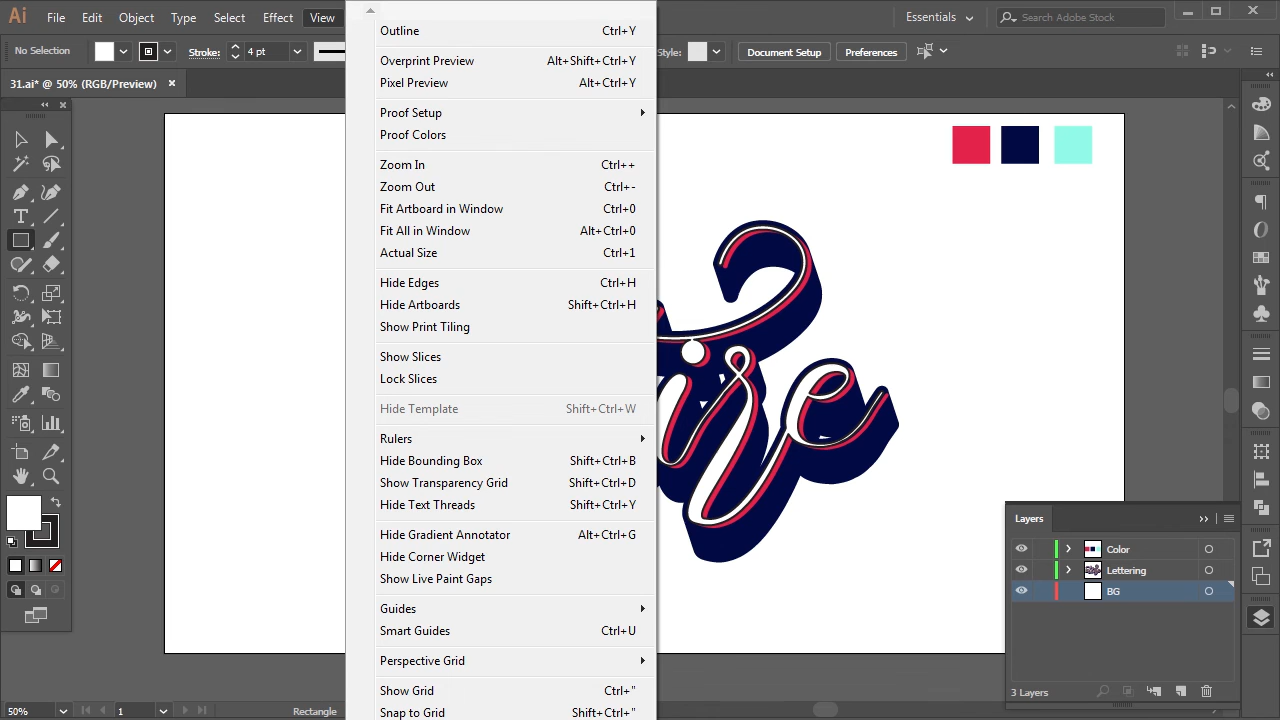 Ai File Edit Object Type Select Effect View Essentials Search Adobe Stock
No Selection Stroke: 4 pt Style: Document Setup Preferences
31.ai* @ 50% (RGB/Preview)
Outline Ctrl+Y
Overprint Preview Alt+Shift+Ctrl+Y
Pixel Preview Alt+Ctrl+Y
Proof Setup
Proof Colors
Zoom In Ctrl++
Zoom Out Ctrl+-
Fit Artboard in Window Ctrl+0
Fit All in Window Alt+Ctrl+0
Actual Size Ctrl+1
Hide Edges Ctrl+H
Hide Artboards Shift+Ctrl+H
Show Print Tiling
Show Slices
Lock Slices
Hide Template Shift+Ctrl+W
Rulers
Hide Bounding Box Shift+Ctrl+B
Show Transparency Grid Shift+Ctrl+D
Hide Text Threads Shift+Ctrl+Y
Hide Gradient Annotator Alt+Ctrl+G
Hide Corner Widget
Show Live Paint Gaps
Guides
Smart Guides Ctrl+U
Perspective Grid
Show Grid Ctrl+"
Snap to Grid Shift+Ctrl+"
Layers
Color
Lettering
BG
3 Layers
50% 1 Rectangle